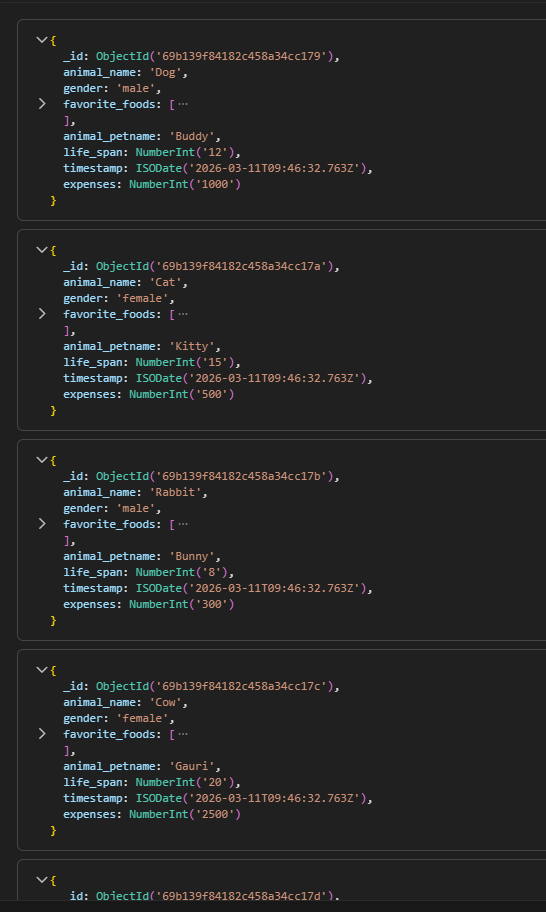 {
_id: ObjectId('69b139f84182c458a34cc179'),
animal_name: 'Dog',
gender: 'male',
favorite_foods: [ ···
],
animal_petname: 'Buddy',
life_span: NumberInt('12'),
timestamp: ISODate('2026-03-11T09:46:32.763Z'),
expenses: NumberInt('1000')
}
{
_id: ObjectId('69b139f84182c458a34cc17a'),
animal_name: 'Cat',
gender: 'female',
favorite_foods: [ ···
],
animal_petname: 'Kitty',
life_span: NumberInt('15'),
timestamp: ISODate('2026-03-11T09:46:32.763Z'),
expenses: NumberInt('500')
}
{
_id: ObjectId('69b139f84182c458a34cc17b'),
animal_name: 'Rabbit',
gender: 'male',
favorite_foods: [ ···
],
animal_petname: 'Bunny',
life_span: NumberInt('8'),
timestamp: ISODate('2026-03-11T09:46:32.763Z'),
expenses: NumberInt('300')
}
{
_id: ObjectId('69b139f84182c458a34cc17c'),
animal_name: 'Cow',
gender: 'female',
favorite_foods: [ ···
],
animal_petname: 'Gauri',
life_span: NumberInt('20'),
timestamp: ISODate('2026-03-11T09:46:32.763Z'),
expenses: NumberInt('2500')
}
{
_id: ObjectId('69b139f84182c458a34cc17d'),